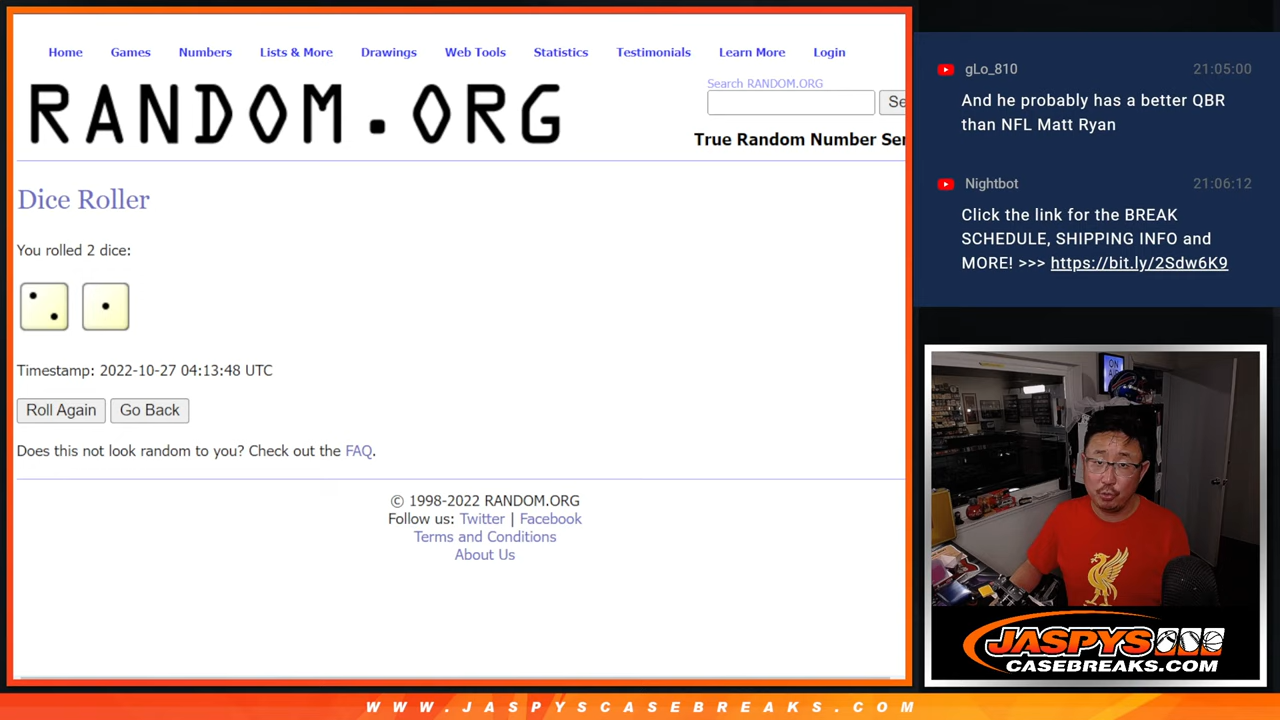 Home Games Numbers Lists & More Drawings Web Tools Statistics Testimonials Learn More Login
Search RANDOM.ORG
RANDOM.ORG
Se
True Random Number Ser
Dice Roller
You rolled 2 dice:
Timestamp: 2022-10-27 04:13:48 UTC
Roll Again Go Back
Does this not look random to you? Check out the FAQ.
© 1998-2022 RANDOM.ORG
Follow us: Twitter | Facebook
Terms and Conditions
About Us
gLo_810 21:05:00
And he probably has a better QBR
than NFL Matt Ryan
Nightbot 21:06:12
Click the link for the BREAK
SCHEDULE, SHIPPING INFO and
MORE! >>> https://bit.ly/2Sdw6K9
ON
AIR
JASPYS
CASEBREAKS.COM
WWW.JASPYSCASEBREAKS.COM